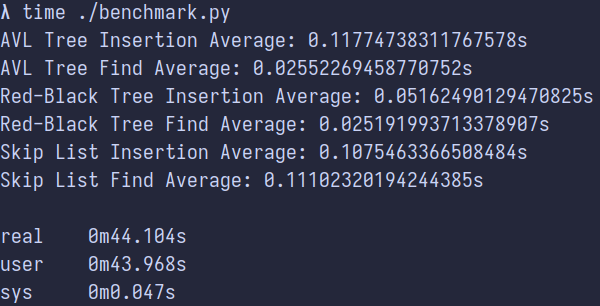 λ time ./benchmark.py
AVL Tree Insertion Average: 0.11774738311767578s
AVL Tree Find Average: 0.02552269458770752s
Red-Black Tree Insertion Average: 0.051624901294708​25s
Red-Black Tree Find Average: 0.025191993713378907s
Skip List Insertion Average: 0.1075463366508484s
Skip List Find Average: 0.11102320194244385s
real 0m44.104s
user 0m43.968s
sys 0m0.047s